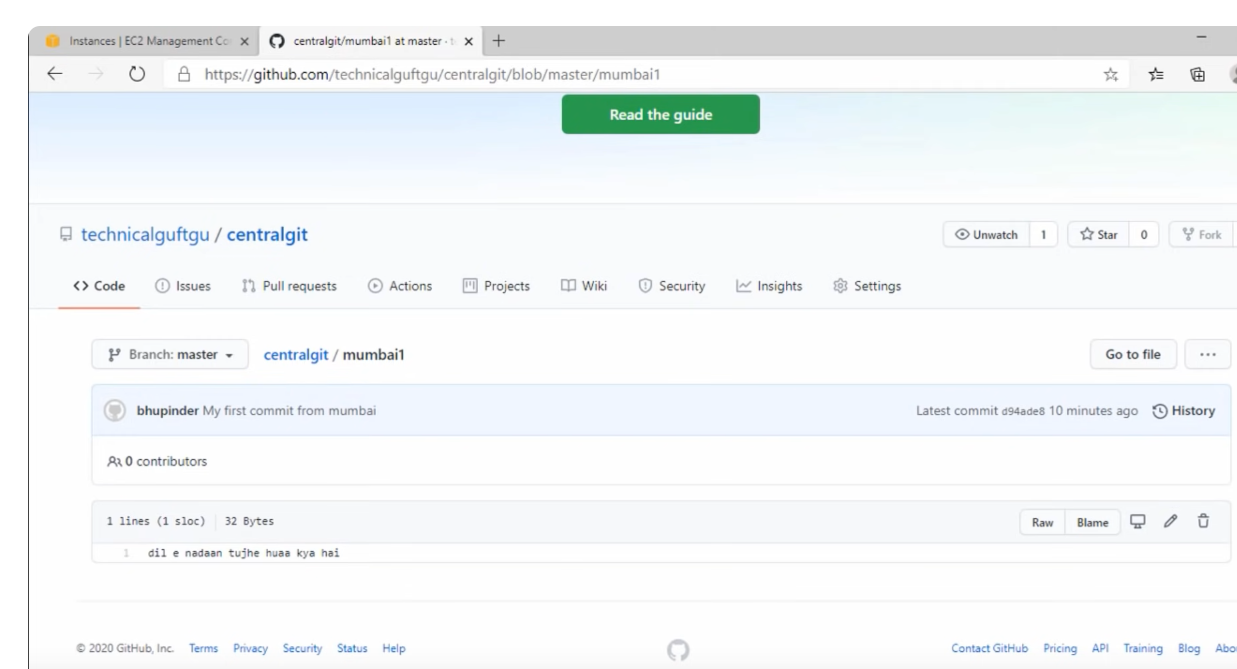 Instances | EC2 Management Co
centralgit/mumbai1 at master · t
https://github.com/technicalguftgu/centralgit/blob/master/mumbai1
Read the guide
technicalguftgu / centralgit
Unwatch 1 Star 0 Fork
<> Code Issues Pull requests Actions Projects Wiki Security Insights Settings
Branch: master centralgit / mumbai1 Go to file ...
bhupinder My first commit from mumbai Latest commit d94ade8 10 minutes ago History
0 contributors
1 lines (1 sloc) 32 Bytes Raw Blame
1 dil e nadaan tujhe huaa kya hai
© 2020 GitHub, Inc. Terms Privacy Security Status Help Contact GitHub Pricing API Training Blog Abou